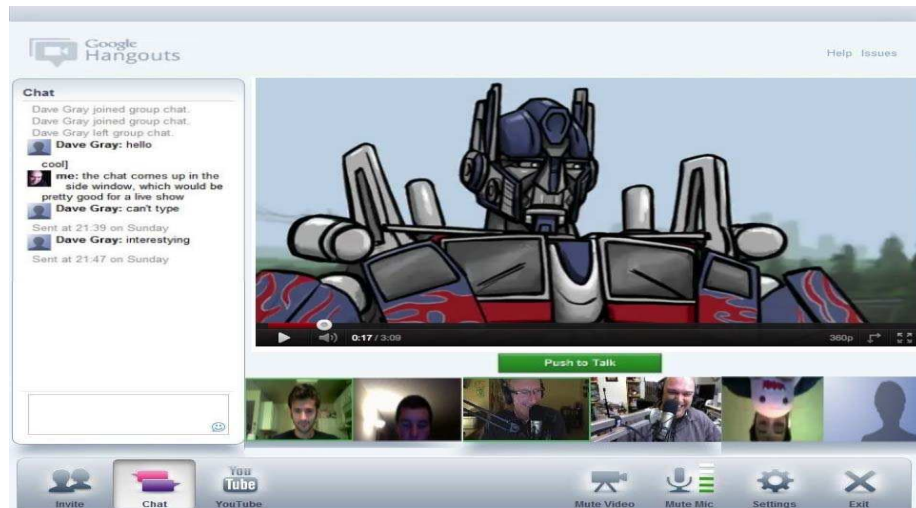 Google
Hangouts
Help Issues
Chat
Dave Gray joined group chat.
Dave Gray joined group chat.
Dave Gray left group chat.
Dave Gray: hello
cool]
me: the chat comes up in the
side window, which would be
pretty good for a live show
Dave Gray: can't type
Sent at 21:39 on Sunday
Dave Gray: interestying
Sent at 21:47 on Sunday
0:17 / 3:09
360p
Push to Talk
Invite
Chat
You
Tube
YouTube
Mute Video
Mute Mic
Settings
Exit